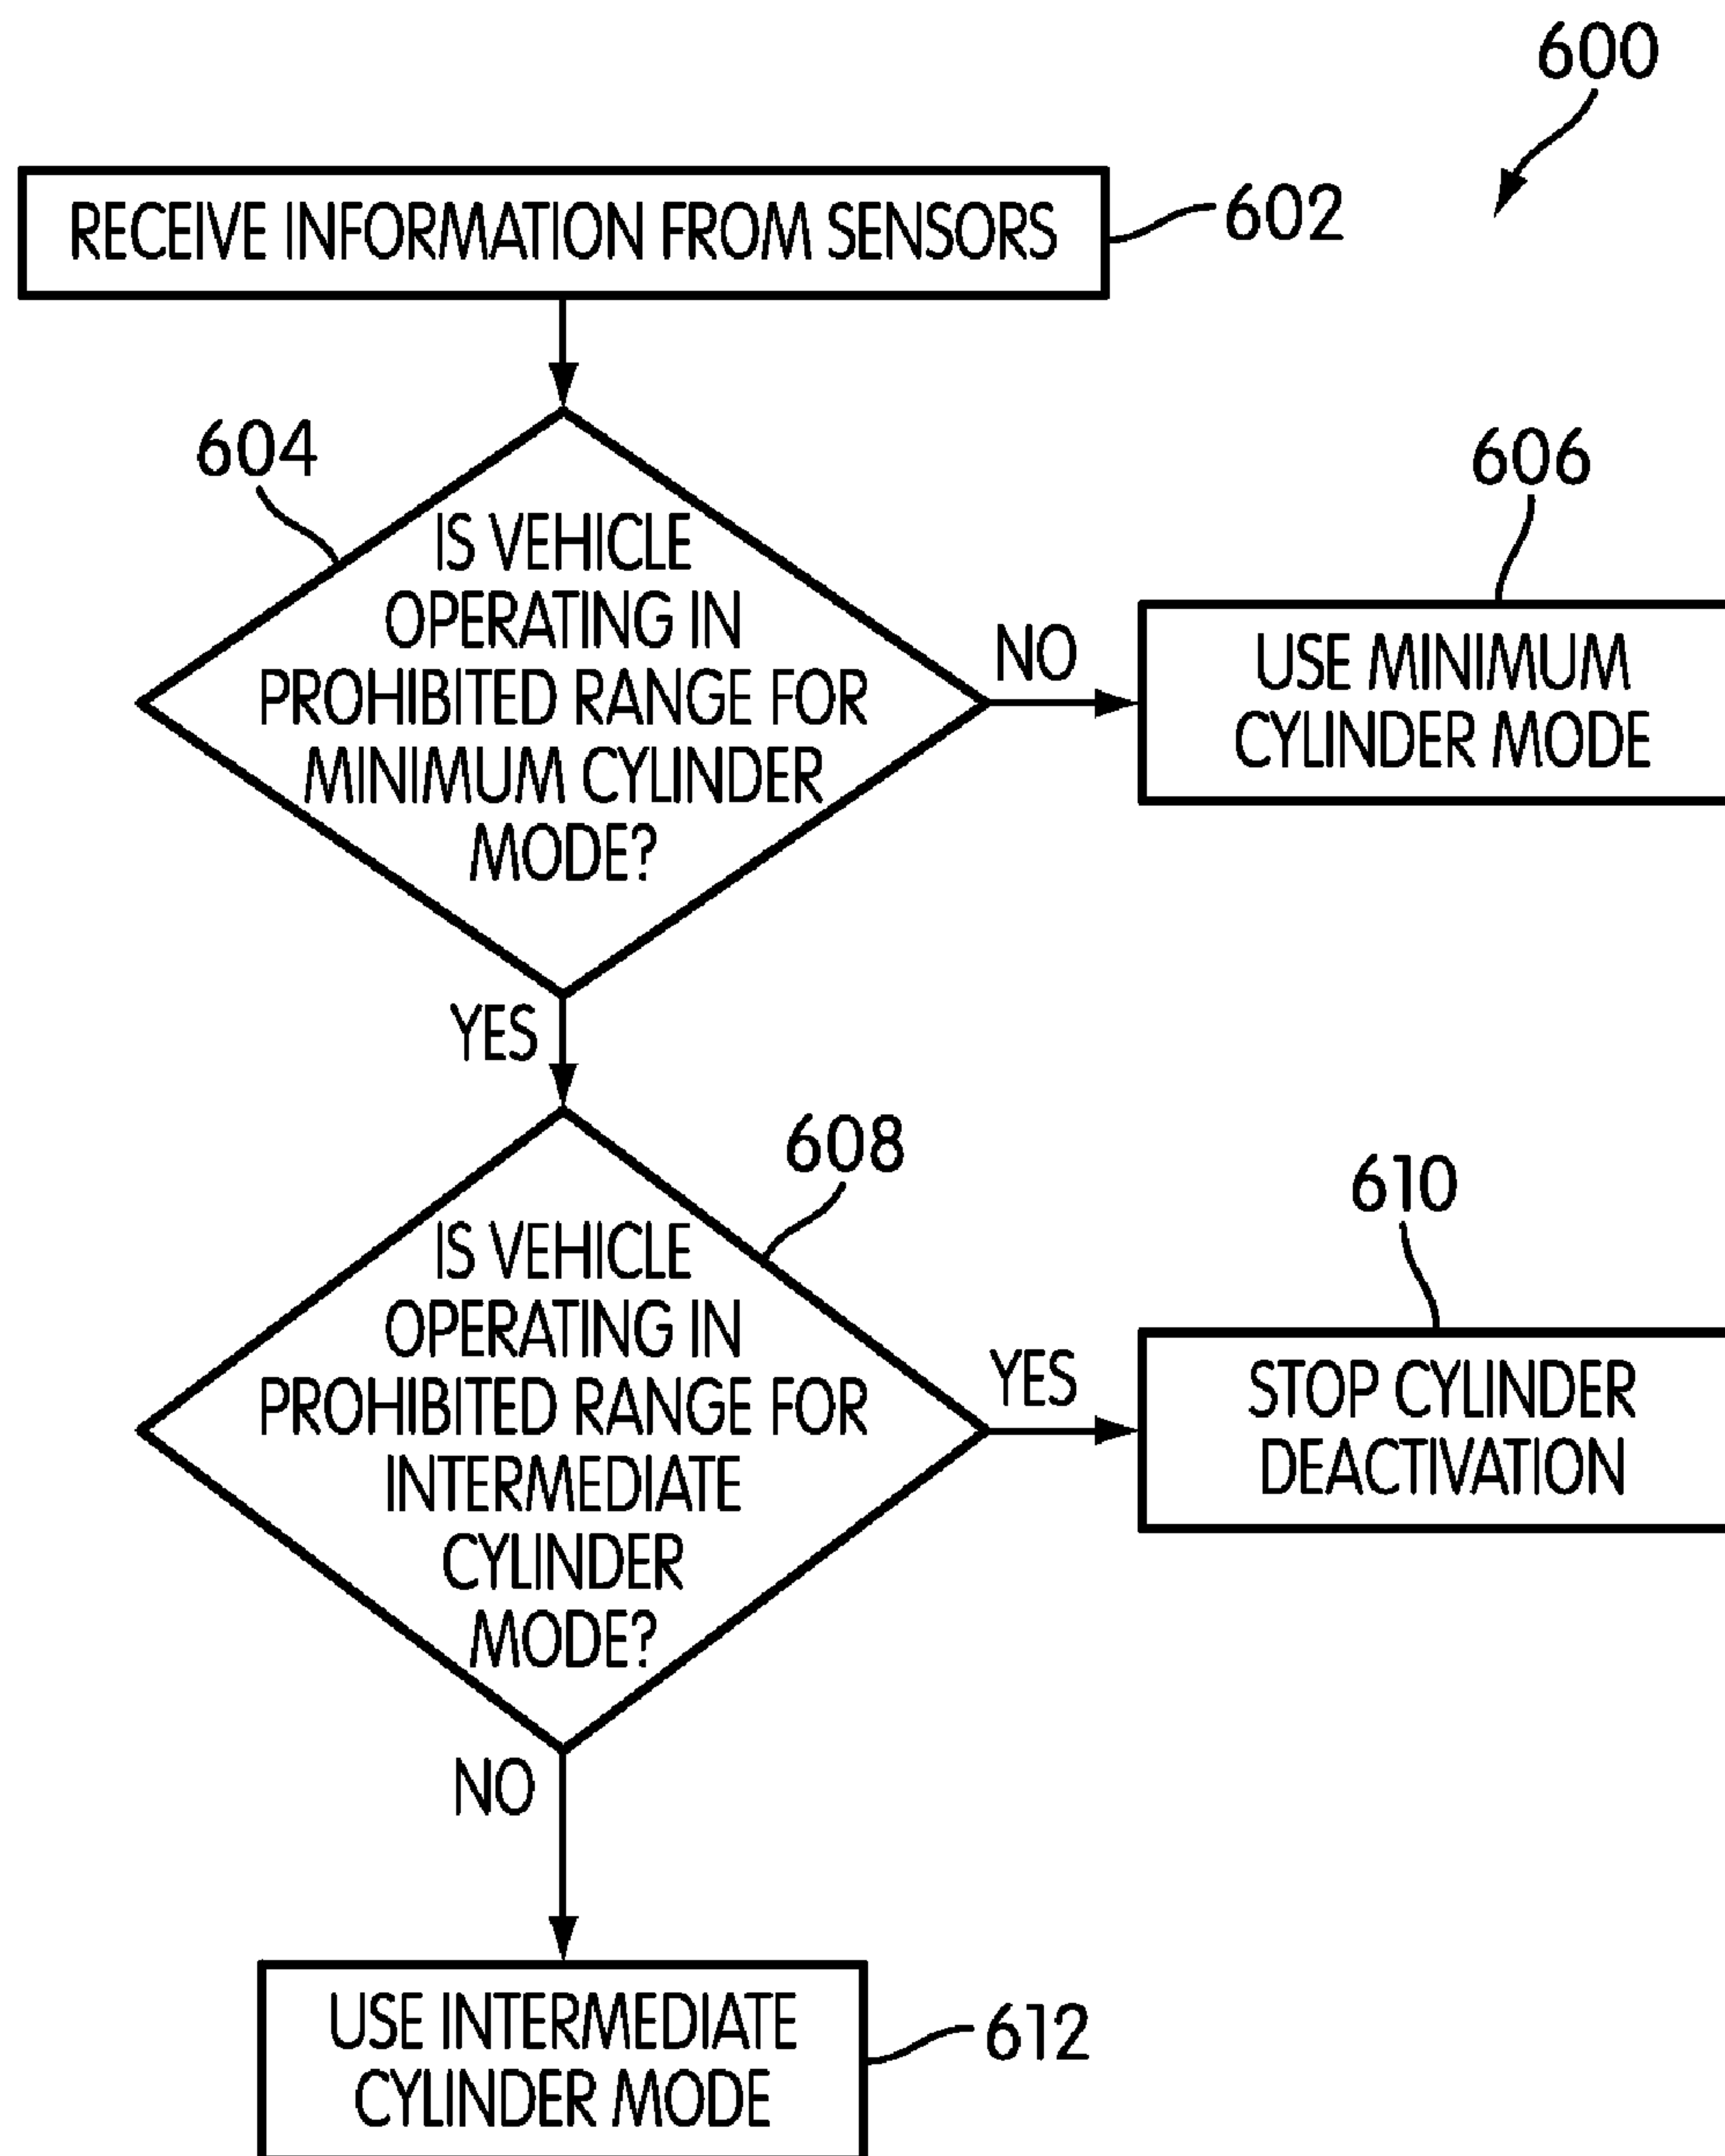 600
RECEIVE INFORMATION FROM SENSORS
602
604
IS VEHICLE
OPERATING IN
PROHIBITED RANGE FOR
MINIMUM CYLINDER
MODE?
NO
606
USE MINIMUM
CYLINDER MODE
YES
608
IS VEHICLE
OPERATING IN
PROHIBITED RANGE FOR
INTERMEDIATE
CYLINDER
MODE?
YES
610
STOP CYLINDER
DEACTIVATION
NO
USE INTERMEDIATE
CYLINDER MODE
612